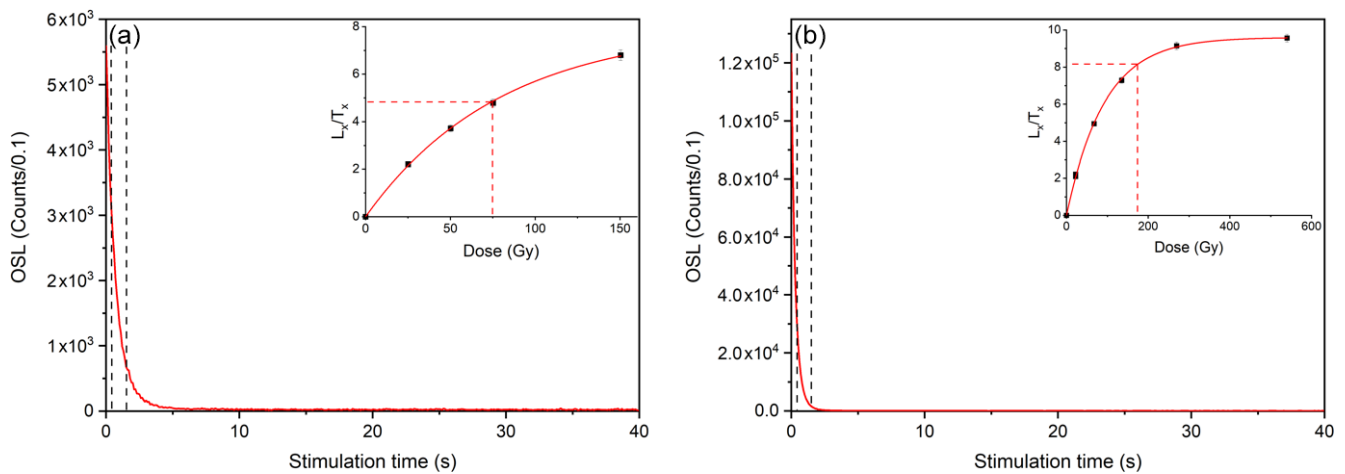 (a)
OSL (Counts/0.1)
6x10³
5x10³
4x10³
3x10³
2x10³
1x10³
0
0 10 20 30 40
Stimulation time (s)
Lₓ/Tₓ
8
6
4
2
0
0 50 100 150
Dose (Gy)
(b)
OSL (Counts/0.1)
1.2x10⁵
1.0x10⁵
8.0x10⁴
6.0x10⁴
4.0x10⁴
2.0x10⁴
0.0
0 10 20 30 40
Stimulation time (s)
Lₓ/Tₓ
10
8
6
4
2
0
0 200 400 600
Dose (Gy)